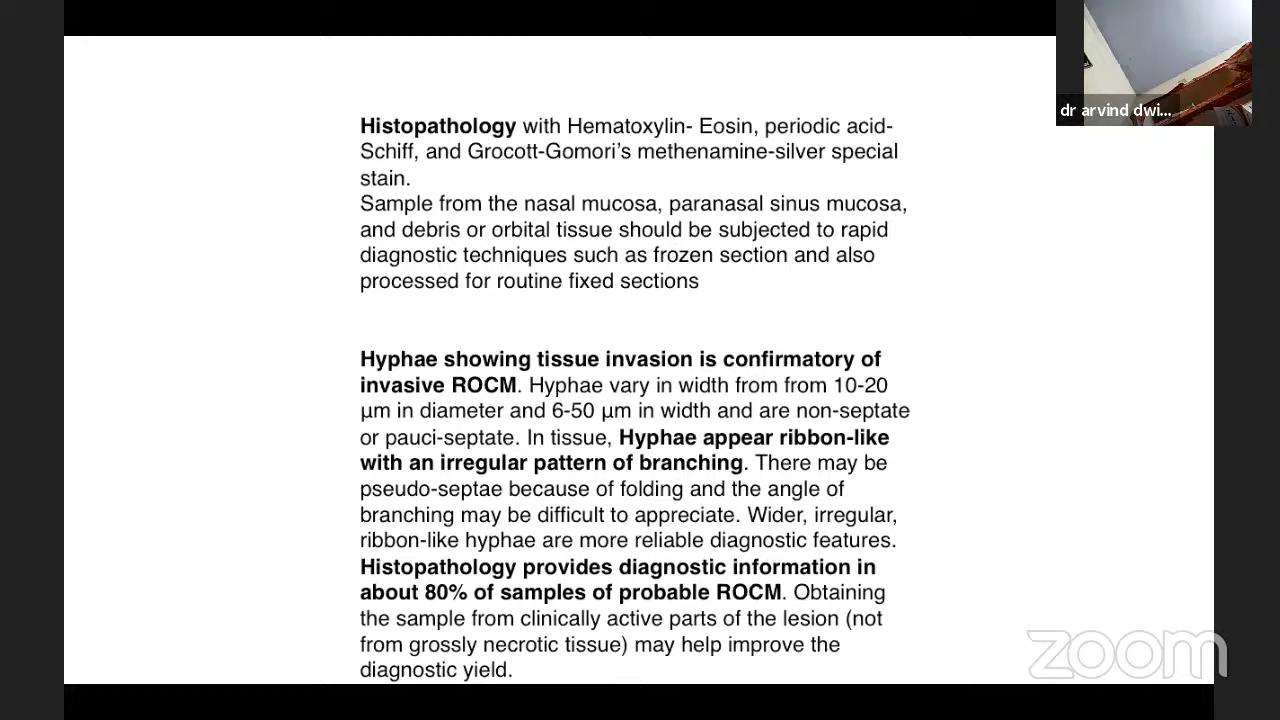 dr arvind dwi...
Histopathology with Hematoxylin- Eosin, periodic acid-
Schiff, and Grocott-Gomori's methenamine-silver special
stain.
Sample from the nasal mucosa, paranasal sinus mucosa,
and debris or orbital tissue should be subjected to rapid
diagnostic techniques such as frozen section and also
processed for routine fixed sections
Hyphae showing tissue invasion is confirmatory of
invasive ROCM. Hyphae vary in width from from 10-20
µm in diameter and 6-50 µm in width and are non-septate
or pauci-septate. In tissue, Hyphae appear ribbon-like
with an irregular pattern of branching. There may be
pseudo-septae because of folding and the angle of
branching may be difficult to appreciate. Wider, irregular,
ribbon-like hyphae are more reliable diagnostic features.
Histopathology provides diagnostic information in
about 80% of samples of probable ROCM. Obtaining
the sample from clinically active parts of the lesion (not
from grossly necrotic tissue) may help improve the
diagnostic yield.
zoom